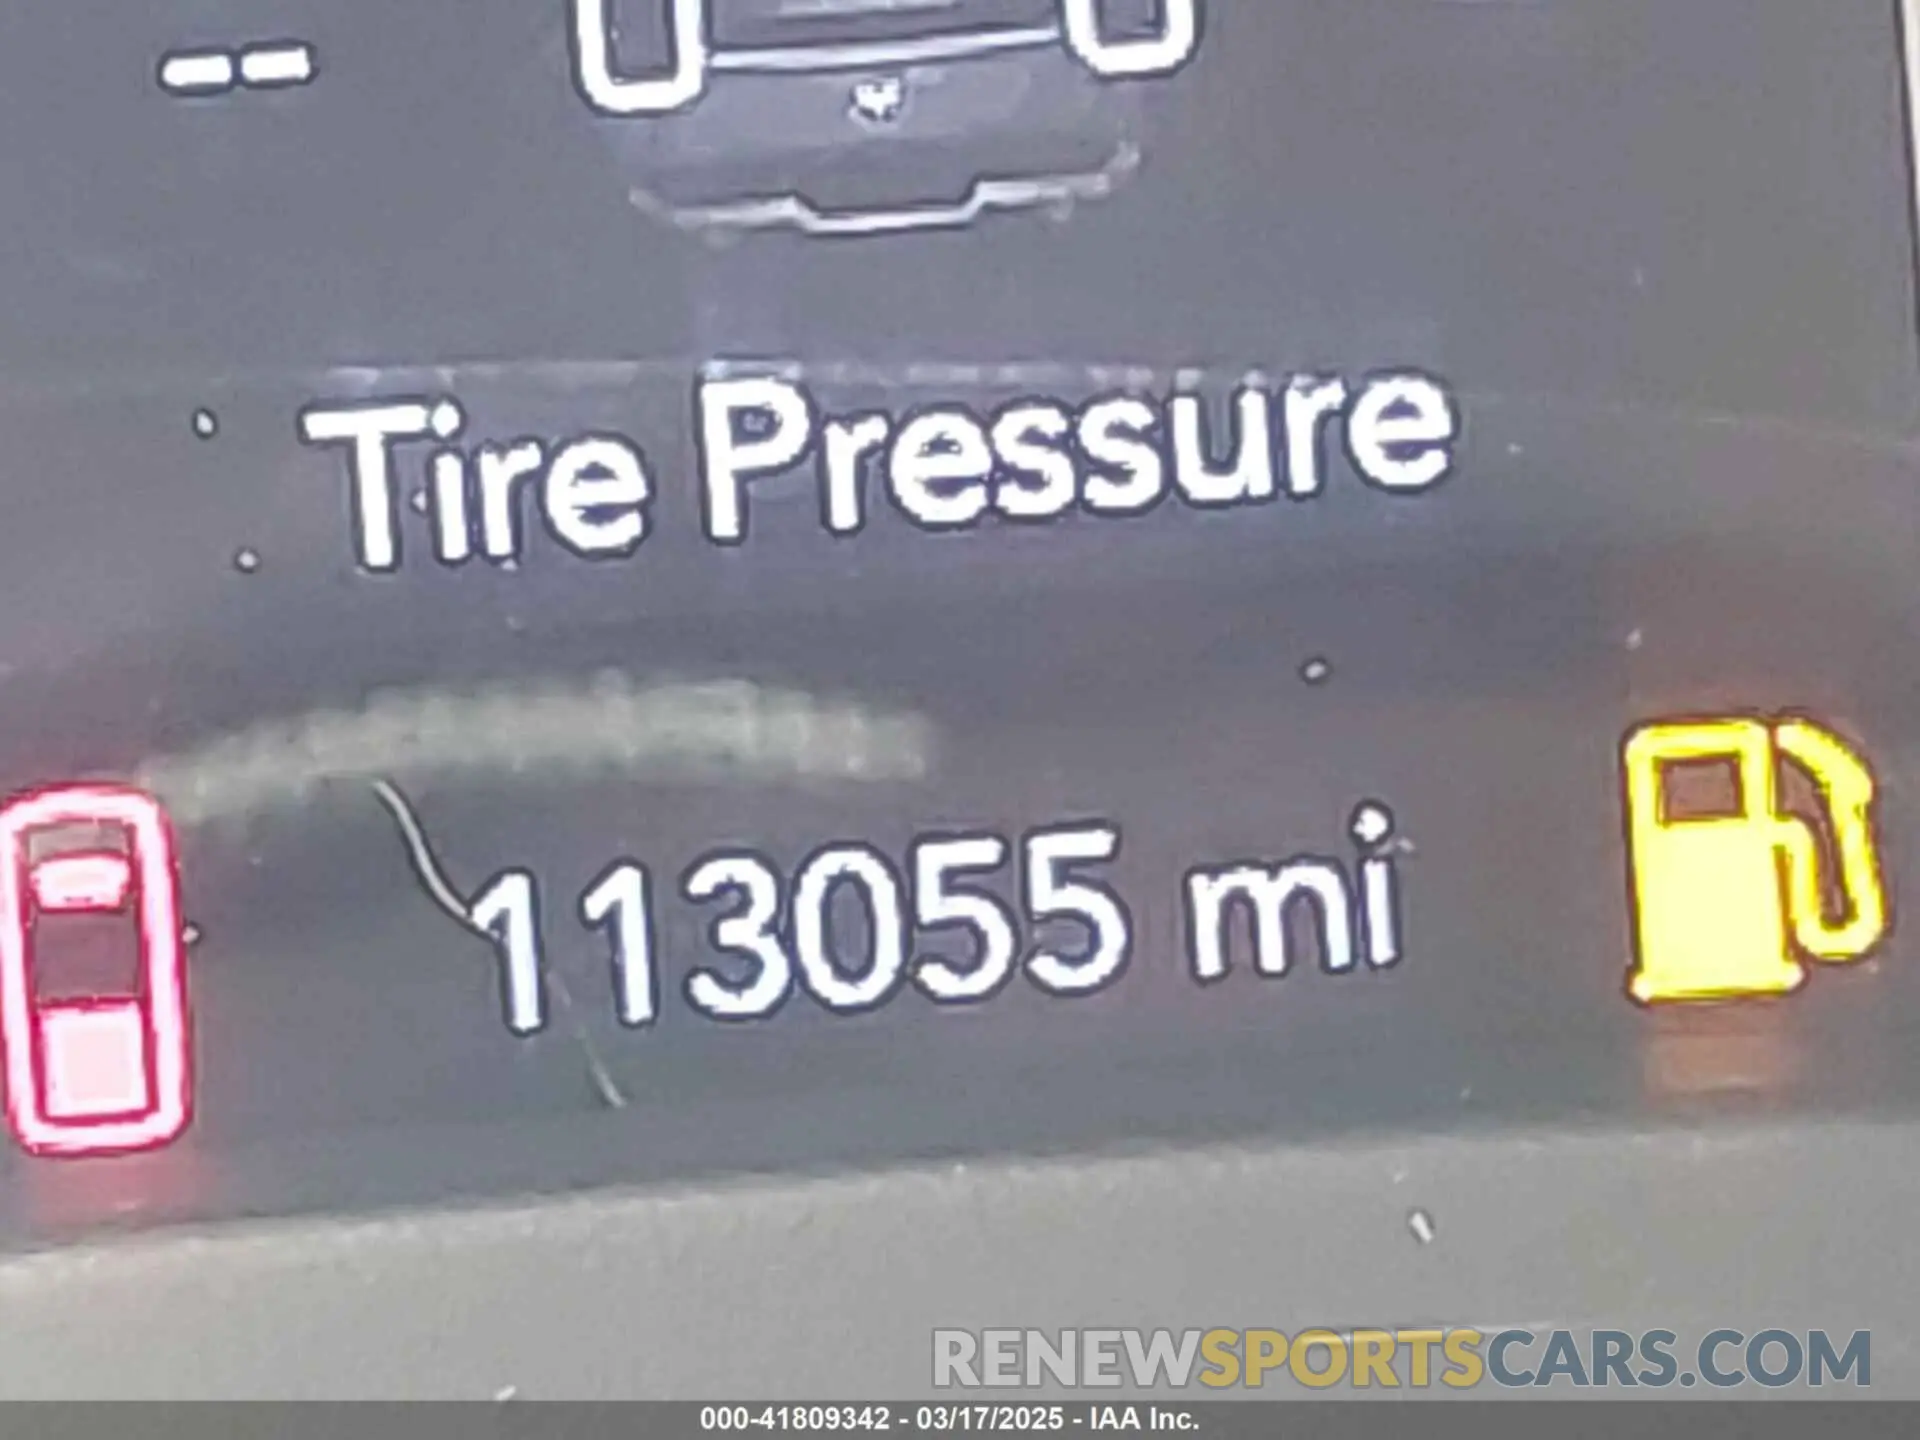 --
Tire Pressure
113055 mi
RENEWSPORTSCARS.COM
000-41809342 - 03/17/2025 - IAA Inc.